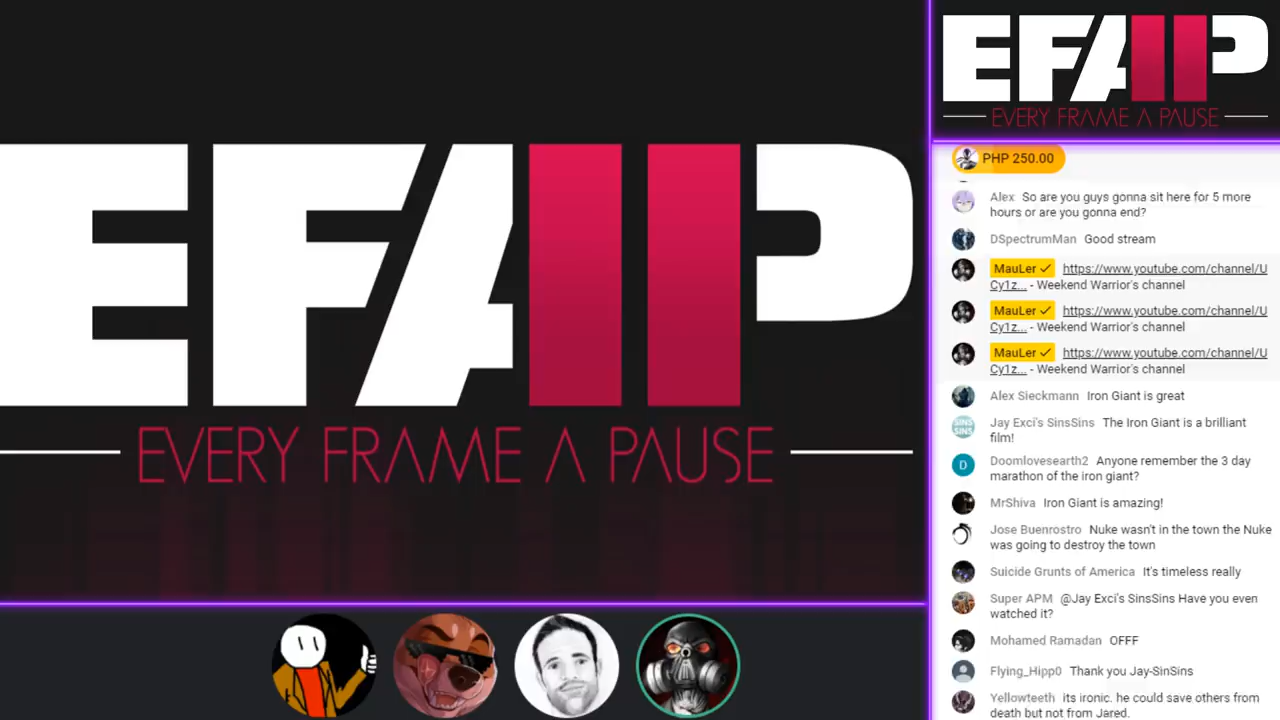 EFAP
EVERY FRAME A PAUSE
EFAP
EVERY FRAME A PAUSE
PHP 250.00
Alex So are you guys gonna sit here for 5 more
hours or are you gonna end?
DSpectrumMan Good stream
MauLer https://www.youtube.com/channel/U
Cy1z... - Weekend Warrior's channel
MauLer https://www.youtube.com/channel/U
Cy1z... - Weekend Warrior's channel
MauLer https://www.youtube.com/channel/U
Cy1z... - Weekend Warrior's channel
Alex Sieckmann Iron Giant is great
SINS
SINS
Jay Exci's SinsSins The Iron Giant is a brilliant
film!
D
Doomlovesearth2 Anyone remember the 3 day
marathon of the iron giant?
MrShiva Iron Giant is amazing!
Jose Buenrostro Nuke wasn't in the town the Nuke
was going to destroy the town
Suicide Grunts of America It's timeless really
Super APM @Jay Exci's SinsSins Have you even
watched it?
Mohamed Ramadan OFFF
Flying_Hipp0 Thank you Jay-SinSins
Yellowteeth its ironic. he could save others from
death but not from Jared.